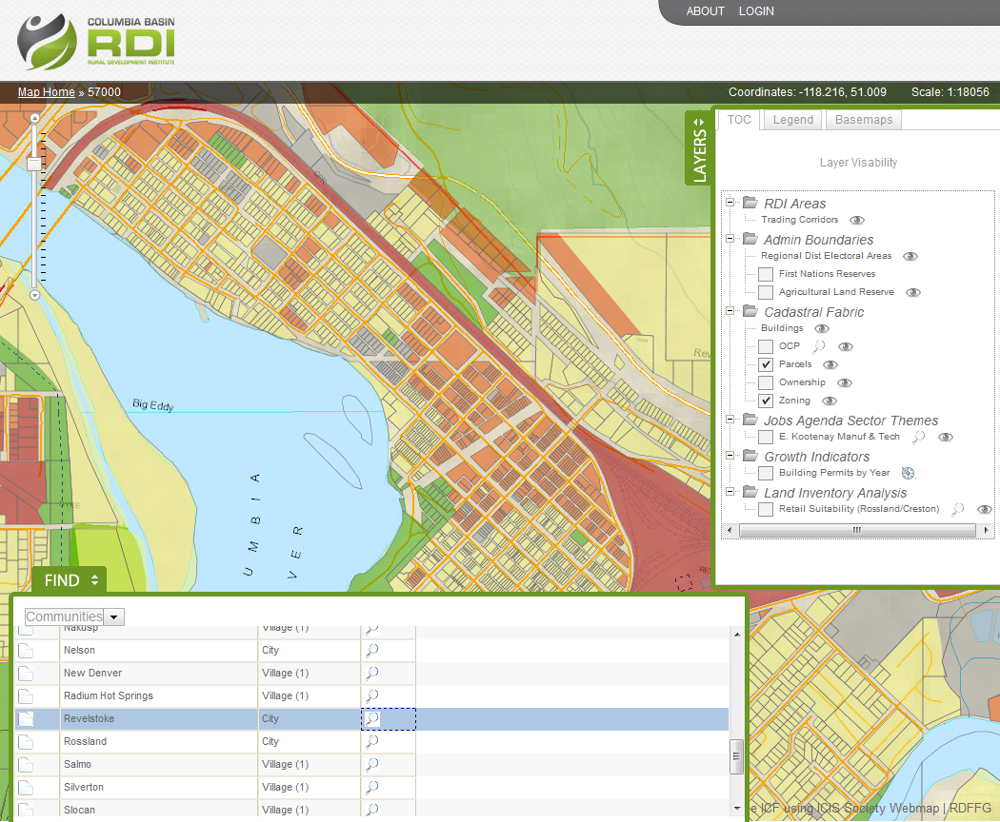 ABOUT LOGIN
COLUMBIA BASIN
RDI
RURAL DEVELOPMENT INSTITUTE
Map Home » 57000
Coordinates: -118.216, 51.009 Scale: 1:18056
LAYERS
TOC Legend Basemaps
Layer Visability
RDI Areas
Trading Corridors
Admin Boundaries
Regional Dist Electoral Areas
First Nations Reserves
Agricultural Land Reserve
Cadastral Fabric
Buildings
OCP
Parcels
Ownership
Zoning
Jobs Agenda Sector Themes
E. Kootenay Manuf & Tech
Growth Indicators
Building Permits by Year
Land Inventory Analysis
Retail Suitability (Rossland/Creston)
Rev
Big Eddy
U M B I A
V E R
FIND
Communities
Nakusp Village (1)
Nelson City
New Denver Village (1)
Radium Hot Springs Village (1)
Revelstoke City
Rossland City
Salmo Village (1)
Silverton Village (1)
Slocan Village (1)
e ICF using ICIS Society Webmap | RDFFG